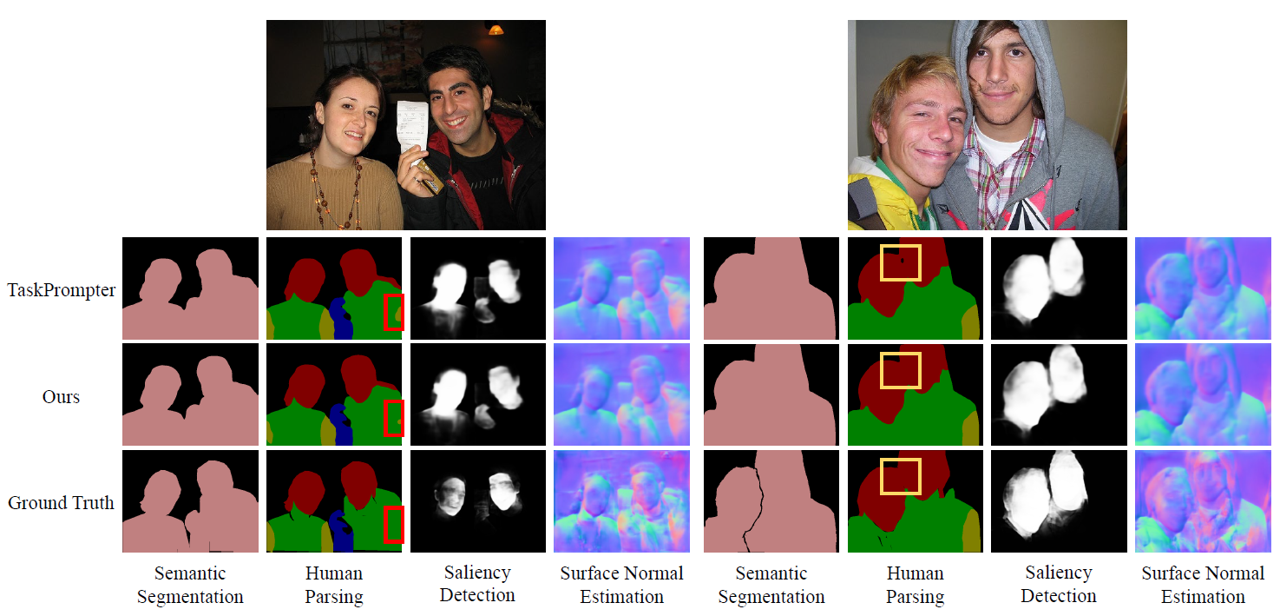 TaskPrompter
Ours
Ground Truth
Semantic
Segmentation
Human
Parsing
Saliency
Detection
Surface Normal
Estimation
Semantic
Segmentation
Human
Parsing
Saliency
Detection
Surface Normal
Estimation